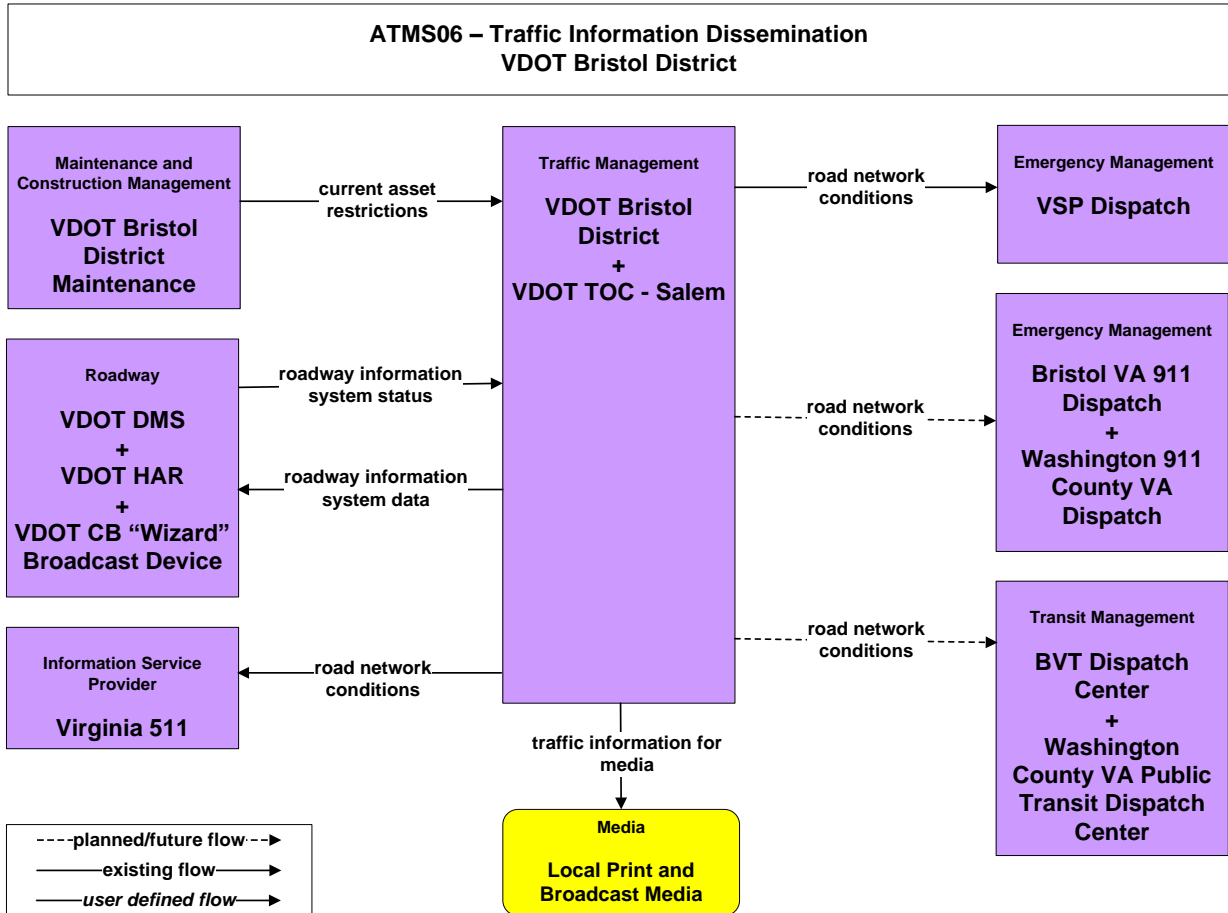 ATMS06 – Traffic Information Dissemination
VDOT Bristol District
Maintenance and
Construction Management
VDOT Bristol
District
Maintenance
current asset
restrictions
Traffic Management
VDOT Bristol
District
+
VDOT TOC - Salem
road network
conditions
Emergency Management
VSP Dispatch
Roadway
VDOT DMS
+
VDOT HAR
+
VDOT CB “Wizard”
Broadcast Device
roadway information
system status
roadway information
system data
road network
conditions
Emergency Management
Bristol VA 911
Dispatch
+
Washington 911
County VA
Dispatch
Information Service
Provider
Virginia 511
road network
conditions
road network
conditions
Transit Management
BVT Dispatch
Center
+
Washington
County VA Public
Transit Dispatch
Center
traffic information for
media
Media
Local Print and
Broadcast Media
planned/future flow
existing flow
user defined flow